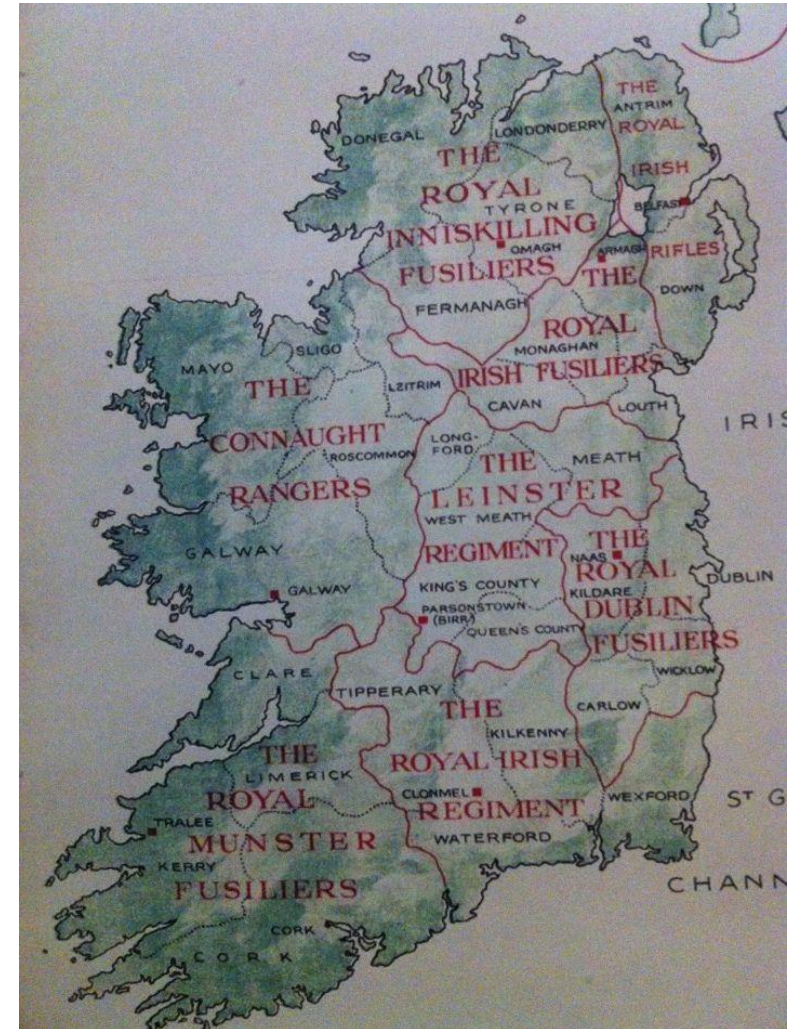 THE
ANTRIM
ROYAL
IRISH
BELFAST
RIFLES
DOWN
DONEGAL
LONDONDERRY
THE
ROYAL
TYRONE
INNISKILLING
OMAGH
FUSILIERS
FERMANAGH
ARMAGH
THE
ROYAL
MONAGHAN
IRISH FUSILIERS
CAVAN
LOUTH
MAYO
SLIGO
LSITRIM
THE
CONNAUGHT
ROSCOMMON
RANGERS
GALWAY
GALWAY
LONG-
FORD
THE
MEATH
LEINSTER
WEST MEATH
REGIMENT
KING'S COUNTY
PARSONSTOWN
(BIRR)
QUEEN'S COUNTY
THE
NAAS
ROYAL
KILDARE
DUBLIN
DUBLIN
FUSILIERS
WICKLOW
CARLOW
CLARE
TIPPERARY
THE
KILKENNY
ROYAL IRISH
CLONMEL
REGIMENT
WATERFORD
WEXFORD
THE
LIMERICK
ROYAL
TRALEE
MUNSTER
KERRY
FUSILIERS
CORK
CORK
IRIS
ST G
CHANN